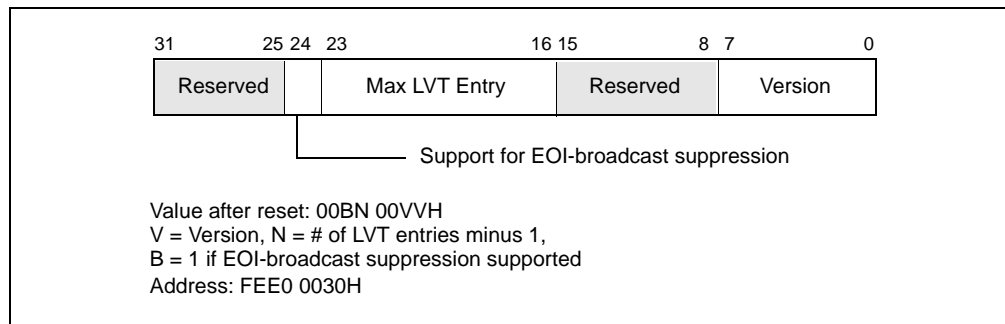 31 25 24 23 16 15 8 7 0
Reserved Max LVT Entry Reserved Version
Support for EOI-broadcast suppression
Value after reset: 00BN 00VVH
V = Version, N = # of LVT entries minus 1,
B = 1 if EOI-broadcast suppression supported
Address: FEE0 0030H